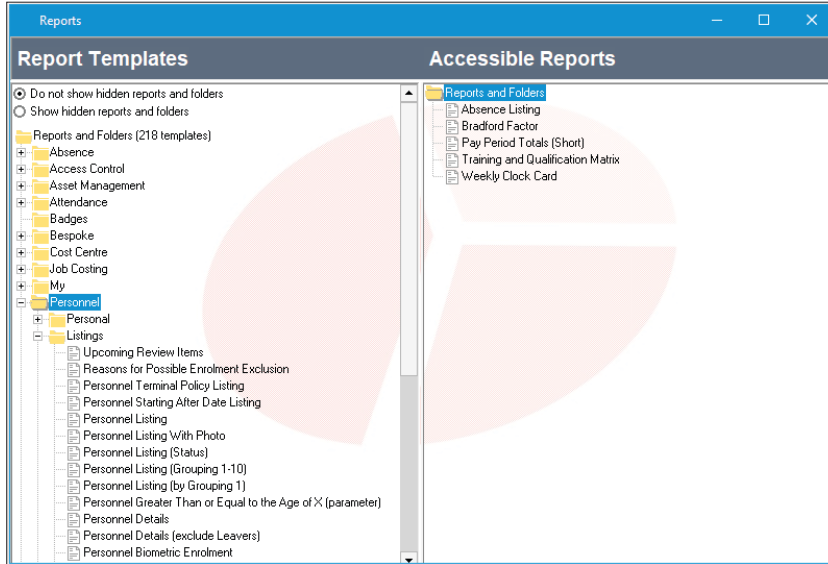 Reports
Report Templates
Do not show hidden reports and folders
Show hidden reports and folders
Reports and Folders (218 templates)
Absence
Access Control
Asset Management
Attendance
Badges
Bespoke
Cost Centre
Job Costing
My
Personnel
Personal
Listings
Upcoming Review Items
Reasons for Possible Enrolment Exclusion
Personnel Terminal Policy Listing
Personnel Starting After Date Listing
Personnel Listing
Personnel Listing With Photo
Personnel Listing (Status)
Personnel Listing (Grouping 1-10)
Personnel Listing (by Grouping 1)
Personnel Greater Than or Equal to the Age of X (parameter)
Personnel Details
Personnel Details (exclude Leavers)
Personnel Biometric Enrolment
Accessible Reports
Reports and Folders
Absence Listing
Bradford Factor
Pay Period Totals (Short)
Training and Qualification Matrix
Weekly Clock Card